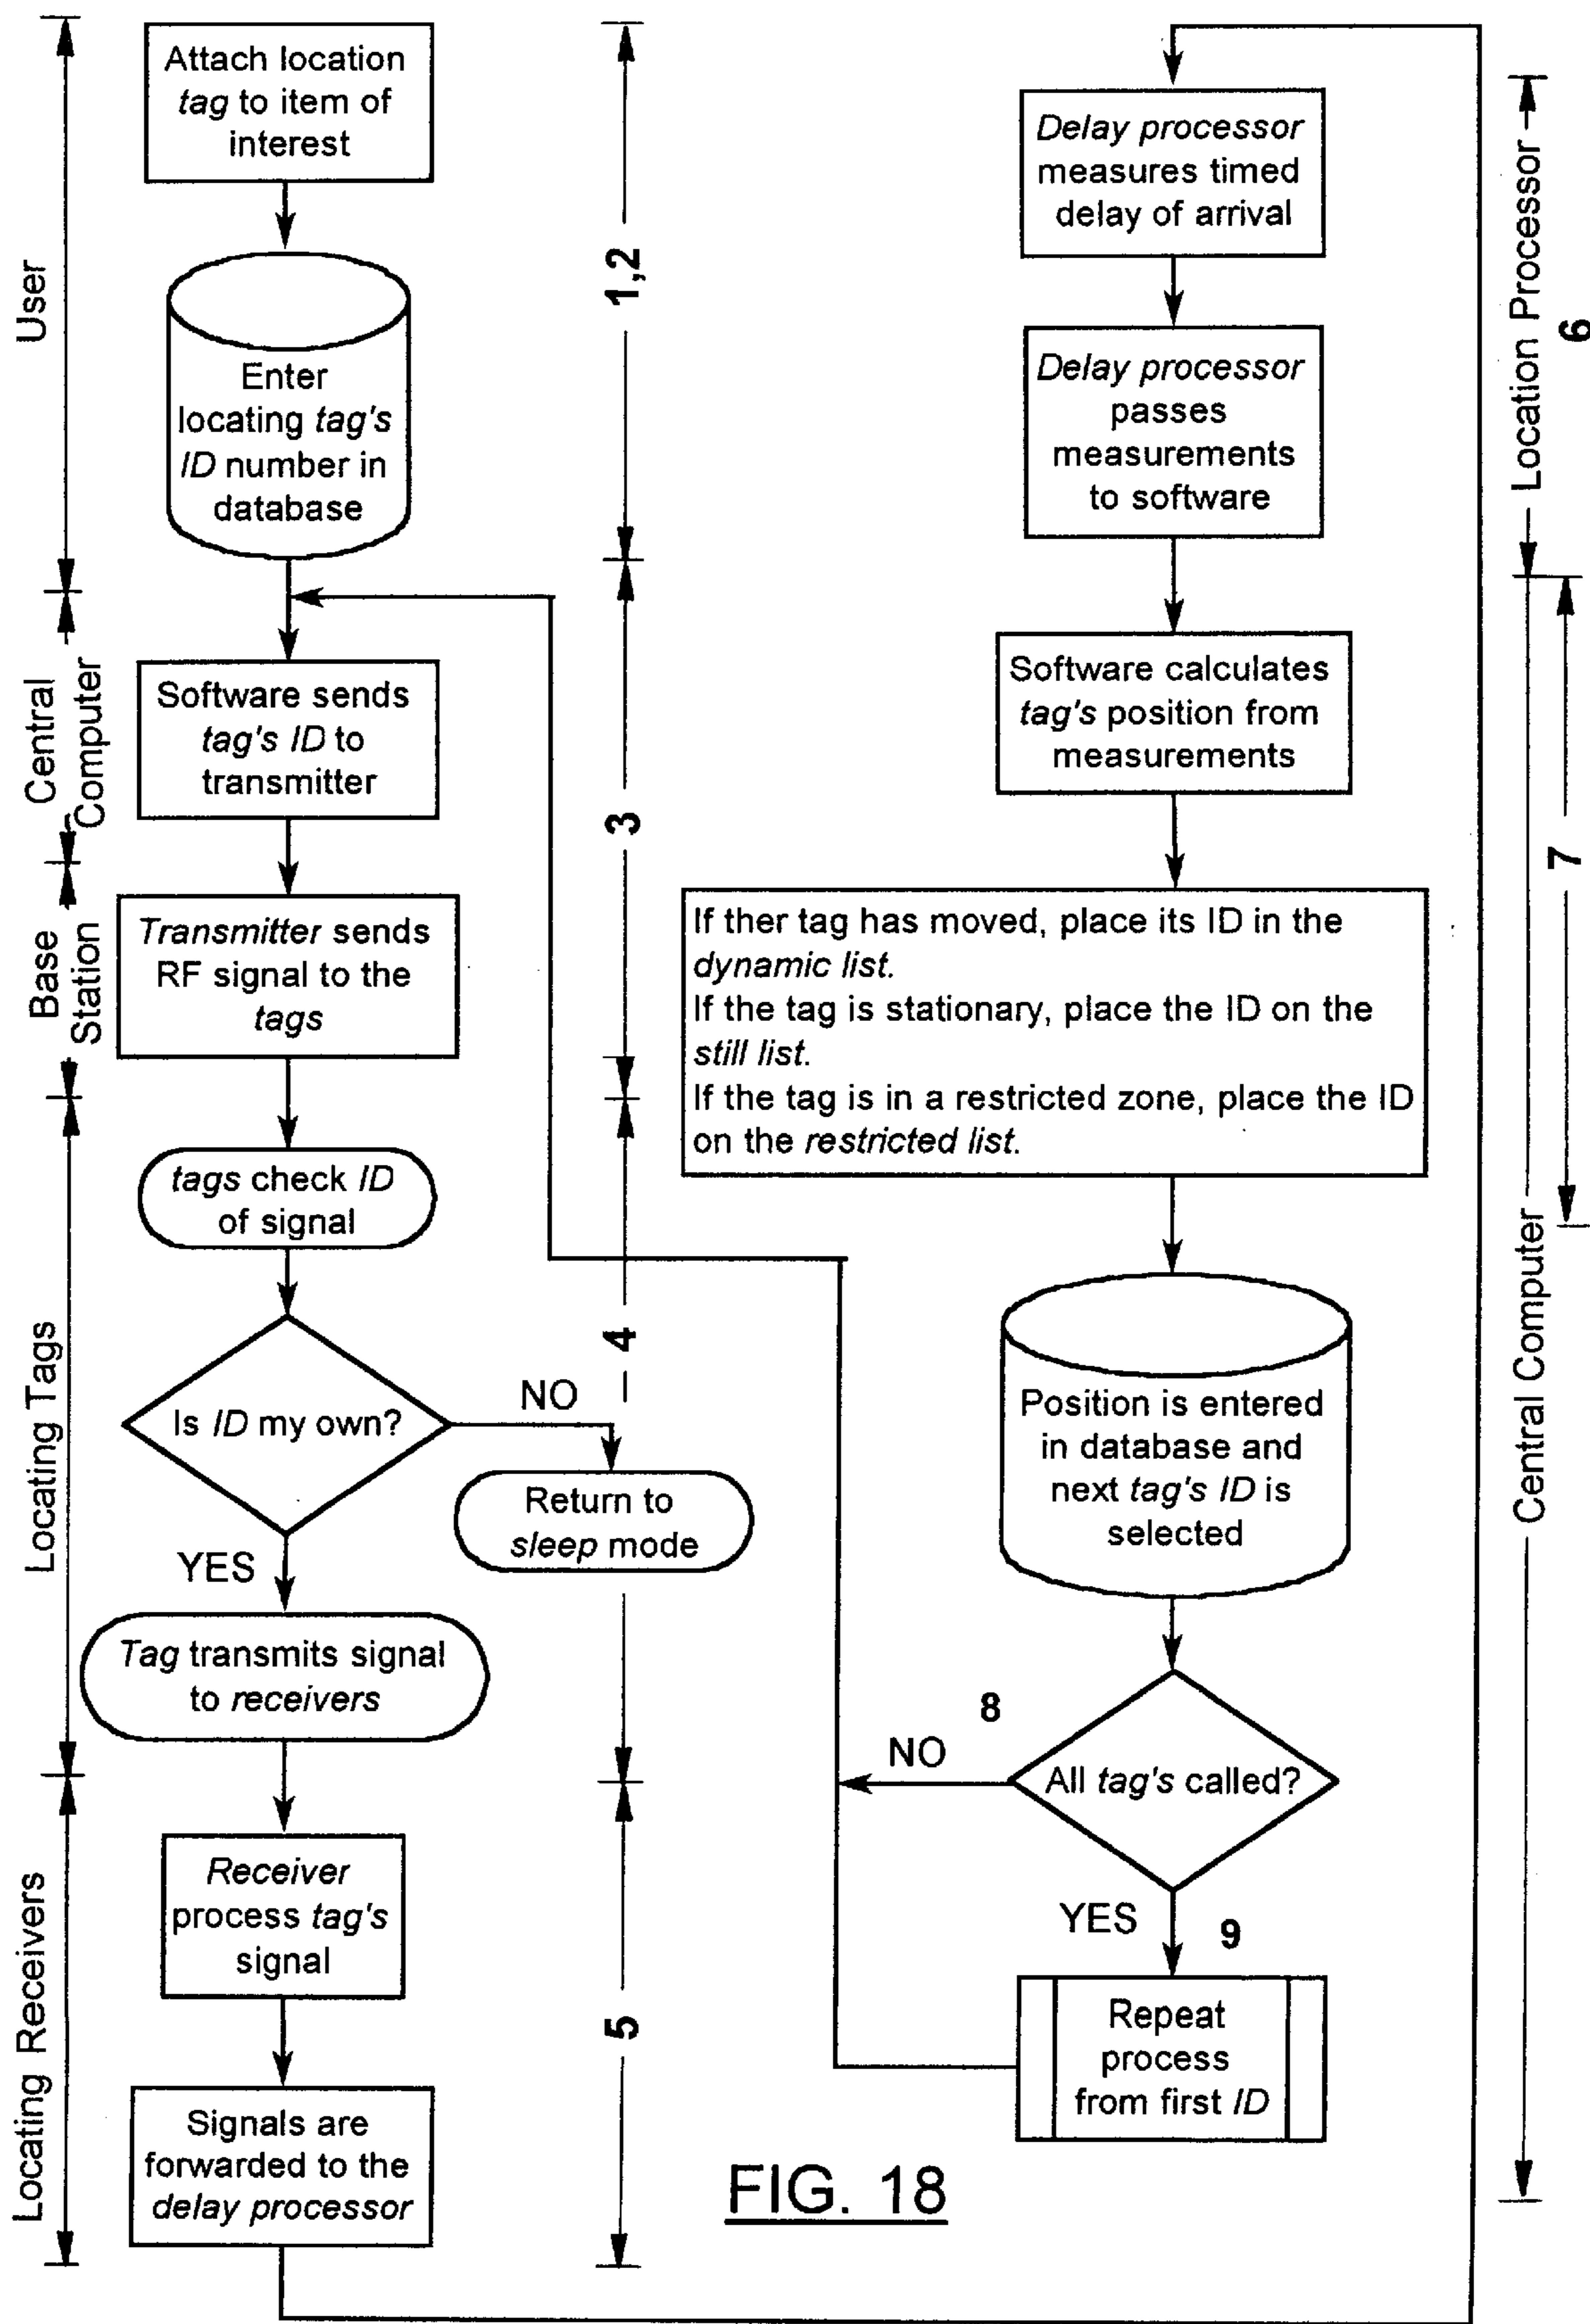 User
Central
Computer
Base
Station
Locating Tags
Locating Receivers
Attach location
tag to item of
interest
Enter
locating tag's
ID number in
database
Software sends
tag's ID to
transmitter
Transmitter sends
RF signal to the
tags
tags check ID
of signal
Is ID my own?
NO
Return to
sleep mode
YES
Tag transmits signal
to receivers
Receiver
process tag's
signal
Signals are
forwarded to the
delay processor
1,2
3
4
5
Delay processor
measures timed
delay of arrival
Delay processor
passes
measurements
to software
Software calculates
tag's position from
measurements
If ther tag has moved, place its ID in the
dynamic list.
If the tag is stationary, place the ID on the
still list.
If the tag is in a restricted zone, place the ID
on the restricted list.
Position is entered
in database and
next tag's ID is
selected
8
NO
All tag's called?
YES
9
Repeat
process
from first ID
Location Processor
6
7
Central Computer
FIG. 18